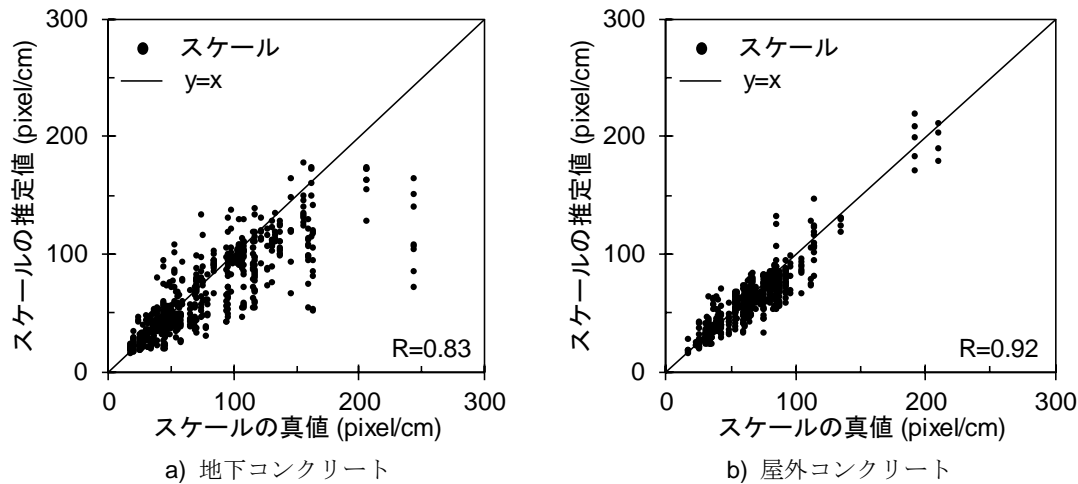 300
200
100
0
スケールの推定値 (pixel/cm)
スケール
y=x
R=0.83
0
100
200
300
スケールの真値 (pixel/cm)
a) 地下コンクリート
300
200
100
0
スケールの推定値 (pixel/cm)
スケール
y=x
R=0.92
0
100
200
300
スケールの真値 (pixel/cm)
b) 屋外コンクリート